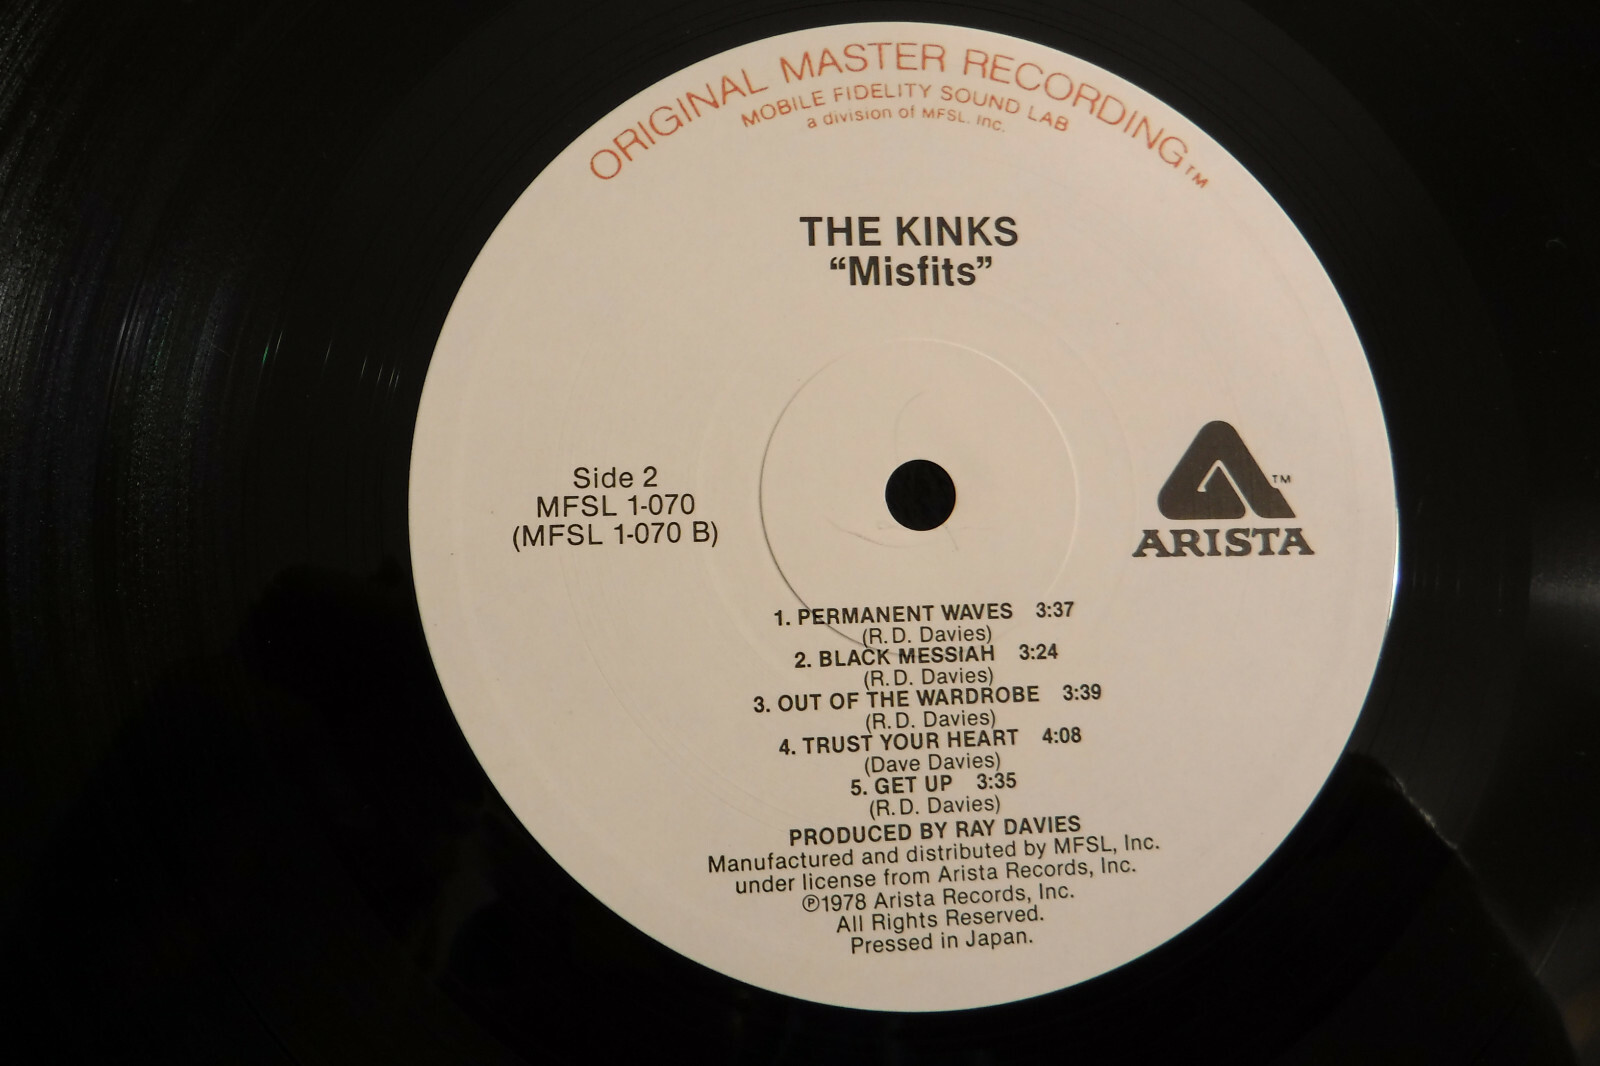 ORIGINAL MASTER RECORDING™
MOBILE FIDELITY SOUND LAB
a division of MFSL. Inc.
THE KINKS
“Misfits”
Side 2
MFSL 1-070
(MFSL 1-070 B)
™
ARISTA
1. PERMANENT WAVES 3:37
(R.D. Davies)
2. BLACK MESSIAH 3:24
(R.D. Davies)
3. OUT OF THE WARDROBE 3:39
(R.D. Davies)
4. TRUST YOUR HEART 4:08
(Dave Davies)
5. GET UP 3:35
(R.D. Davies)
PRODUCED BY RAY DAVIES
Manufactured and distributed by MFSL, Inc.
under license from Arista Records, Inc.
℗1978 Arista Records, Inc.
All Rights Reserved.
Pressed in Japan.